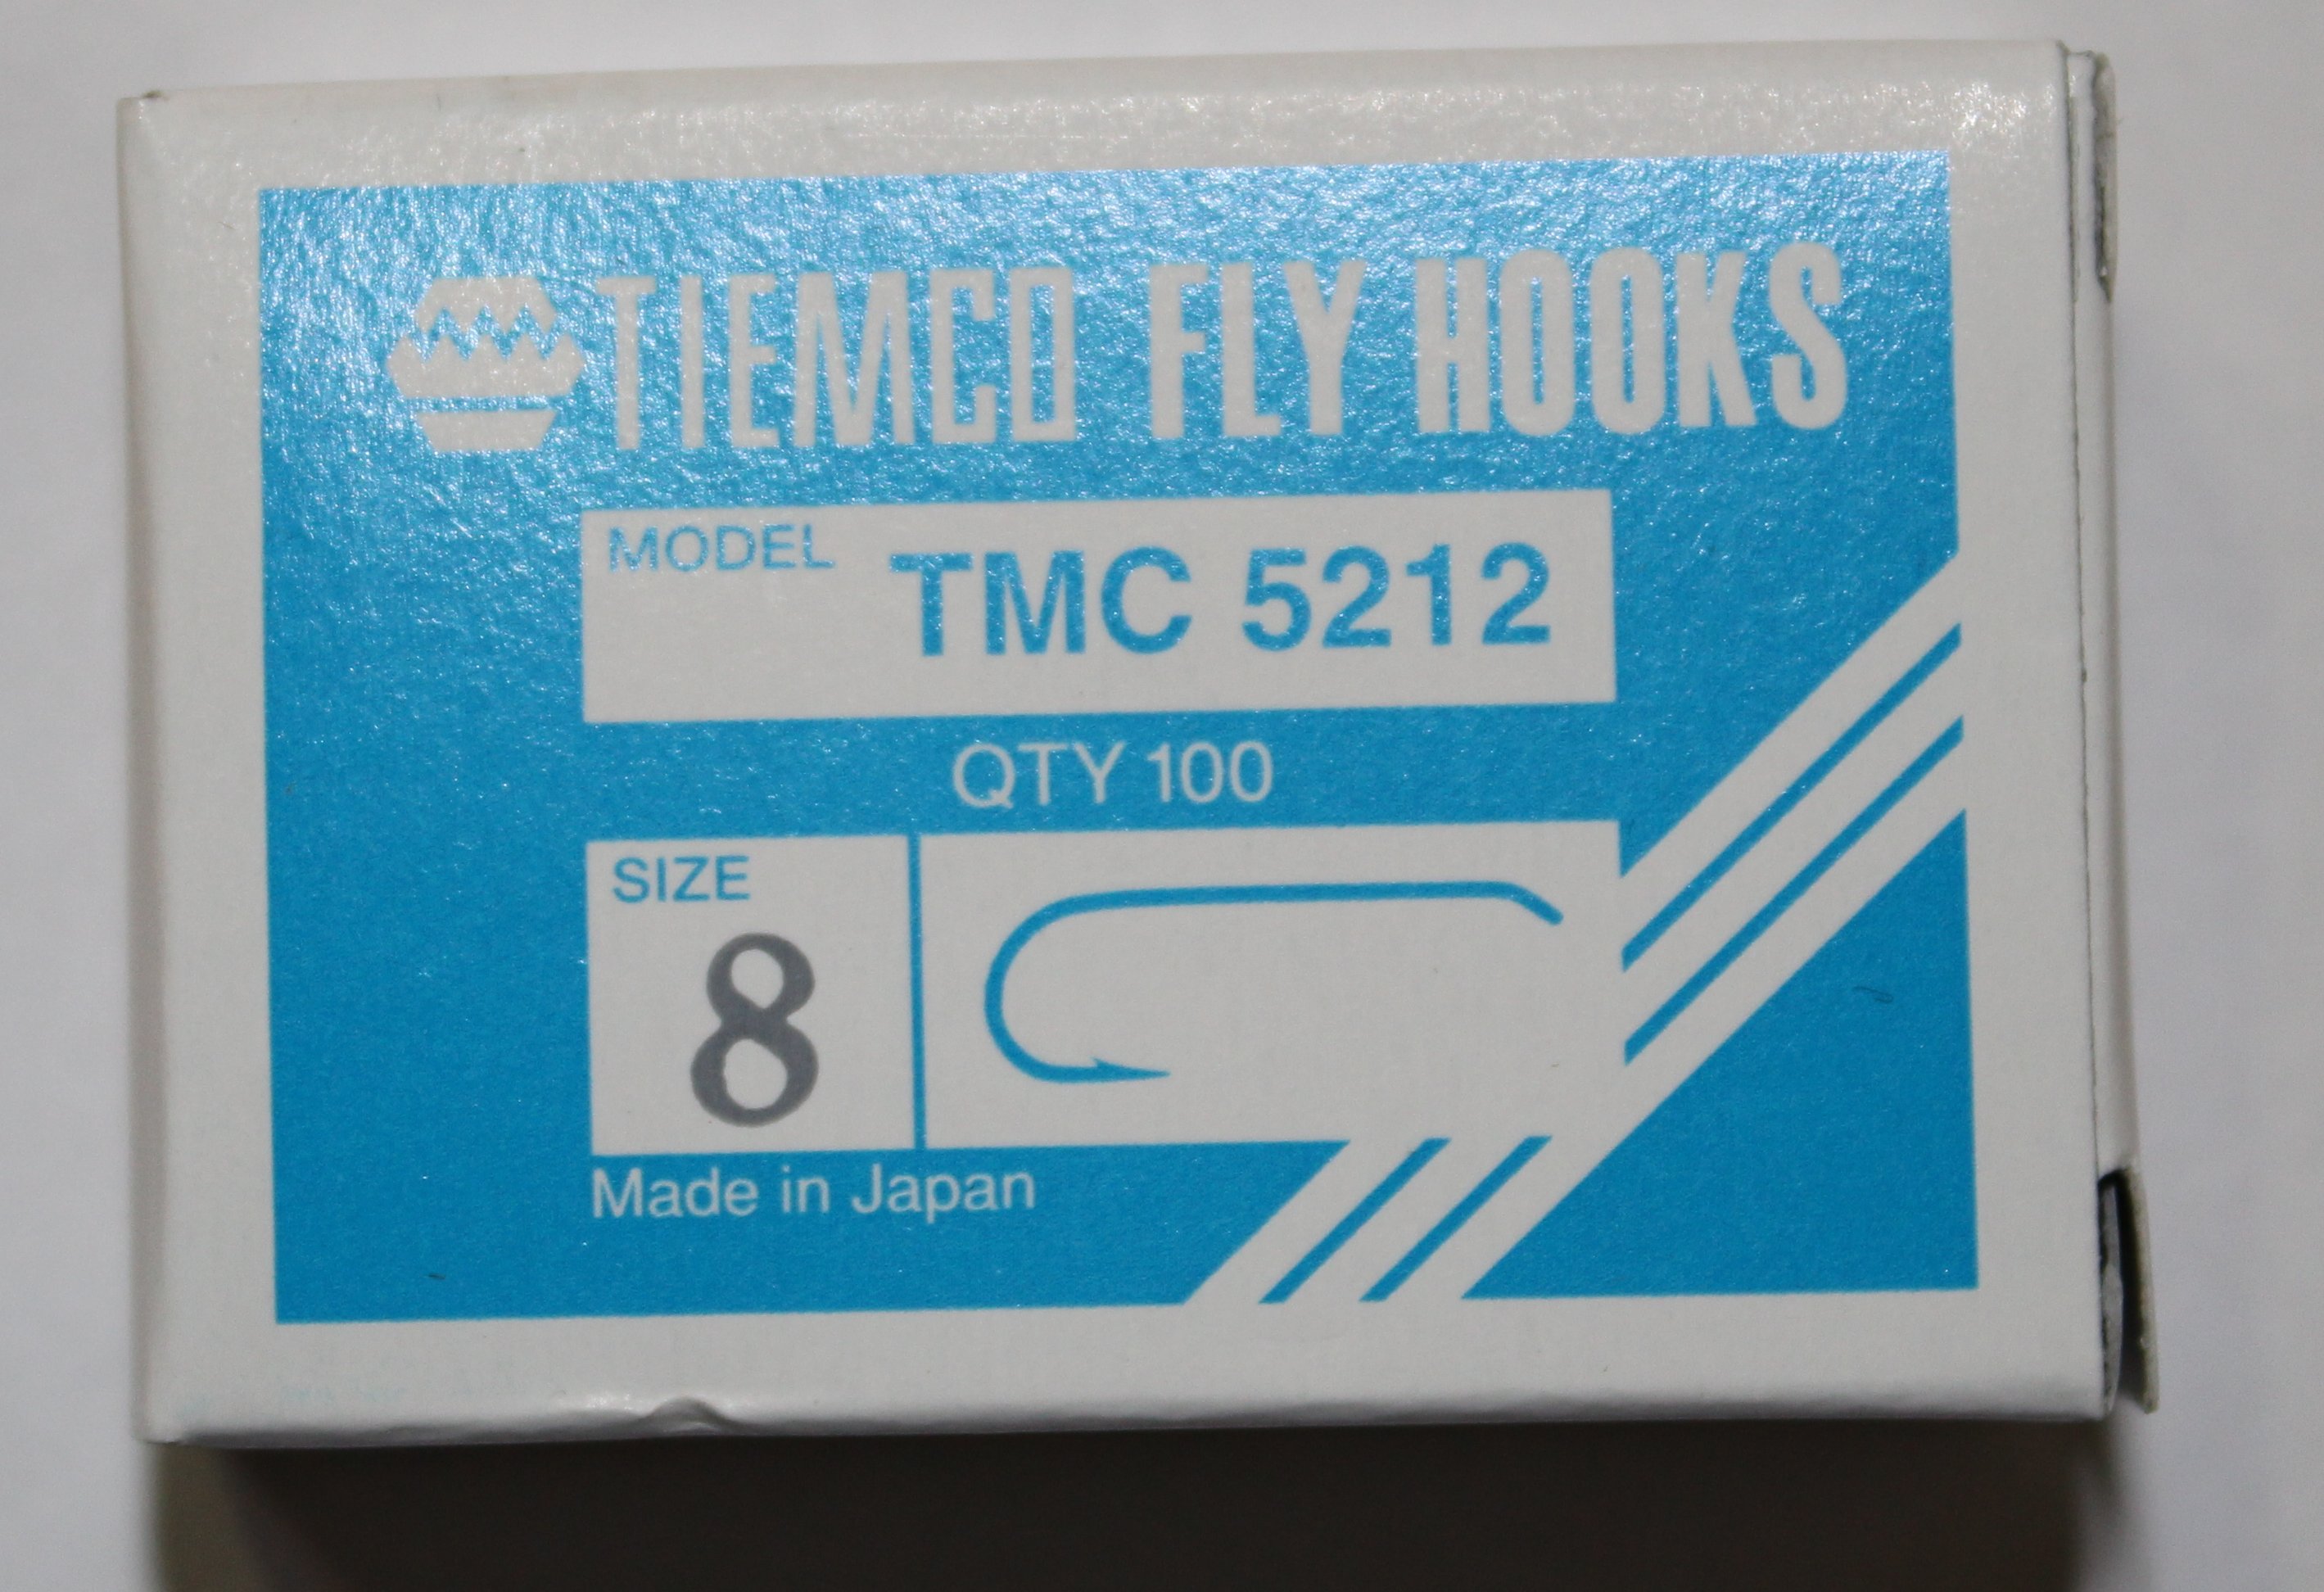 TIEMCO FLY HOOKS
MODEL TMC 5212
QTY 100
SIZE
8
Made in Japan